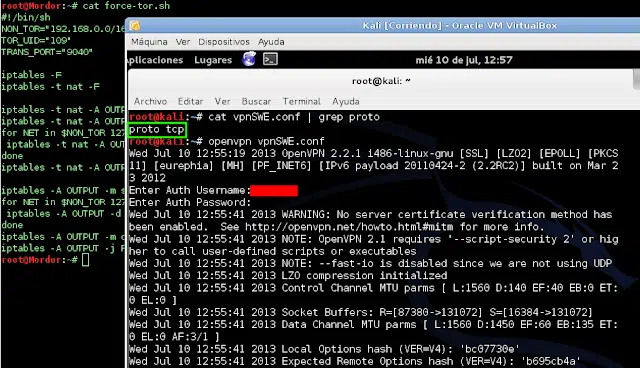 root@Mordor:~# cat force-tor.sh
#!/bin/sh
NON_TOR="192.168.0.0/16
TOR_UID="109"
TRANS_PORT="9040"
iptables -F
iptables -t nat -F
iptables -t nat -A OUTP
iptables -t nat -A OUTP
for NET in $NON_TOR 127
iptables -t nat -A OUT
done
iptables -t nat -A OUTP
iptables -A OUTPUT -m s
for NET in $NON_TOR 127
iptables -A OUTPUT -d
done
iptables -A OUTPUT -m o
iptables -A OUTPUT -j R
root@Mordor:~#
Kali [Corriendo] - Oracle VM VirtualBox
Máquina Ver Dispositivos Ayuda
plicaciones Lugares mié 10 de jul, 12:57
root@kali: ~
Archivo Editar Ver Buscar Terminal Ayuda
root@kali:~# cat vpnSWE.conf | grep proto
proto tcp
root@kali:~# openvpn vpnSWE.conf
Wed Jul 10 12:55:19 2013 OpenVPN 2.2.1 i486-linux-gnu [SSL] [LZO2] [EPOLL] [PKCS
11] [eurephia] [MH] [PF_INET6] [IPv6 payload 20110424-2 (2.2RC2)] built on Mar 2
3 2012
Enter Auth Username:
Enter Auth Password:
Wed Jul 10 12:55:41 2013 WARNING: No server certificate verification method has
been enabled.  See http://openvpn.net/howto.html#mitm for more info.
Wed Jul 10 12:55:41 2013 NOTE: OpenVPN 2.1 requires '--script-security 2' or hig
her to call user-defined scripts or executables
Wed Jul 10 12:55:41 2013 NOTE: --fast-io is disabled since we are not using UDP
Wed Jul 10 12:55:41 2013 LZO compression initialized
Wed Jul 10 12:55:41 2013 Control Channel MTU parms [ L:1560 D:140 EF:40 EB:0 ET:
0 EL:0 ]
Wed Jul 10 12:55:41 2013 Socket Buffers: R=[87380->131072] S=[16384->131072]
Wed Jul 10 12:55:41 2013 Data Channel MTU parms [ L:1560 D:1450 EF:60 EB:135 ET:
0 EL:0 AF:3/1 ]
Wed Jul 10 12:55:41 2013 Local Options hash (VER=V4): 'bc07730e'
Wed Jul 10 12:55:41 2013 Expected Remote Options hash (VER=V4): 'b695cb4a'